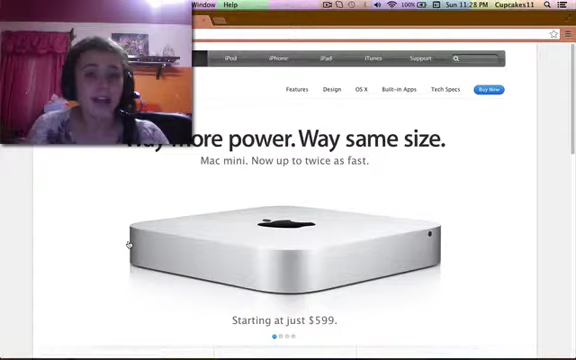 Window Help 100% Sun 11:28 PM Cupcakes11
iPod iPhone iPad iTunes Support
Features Design OS X Built-in Apps Tech Specs Buy Now
more power. Way same size.
Mac mini. Now up to twice as fast.
Starting at just $599.